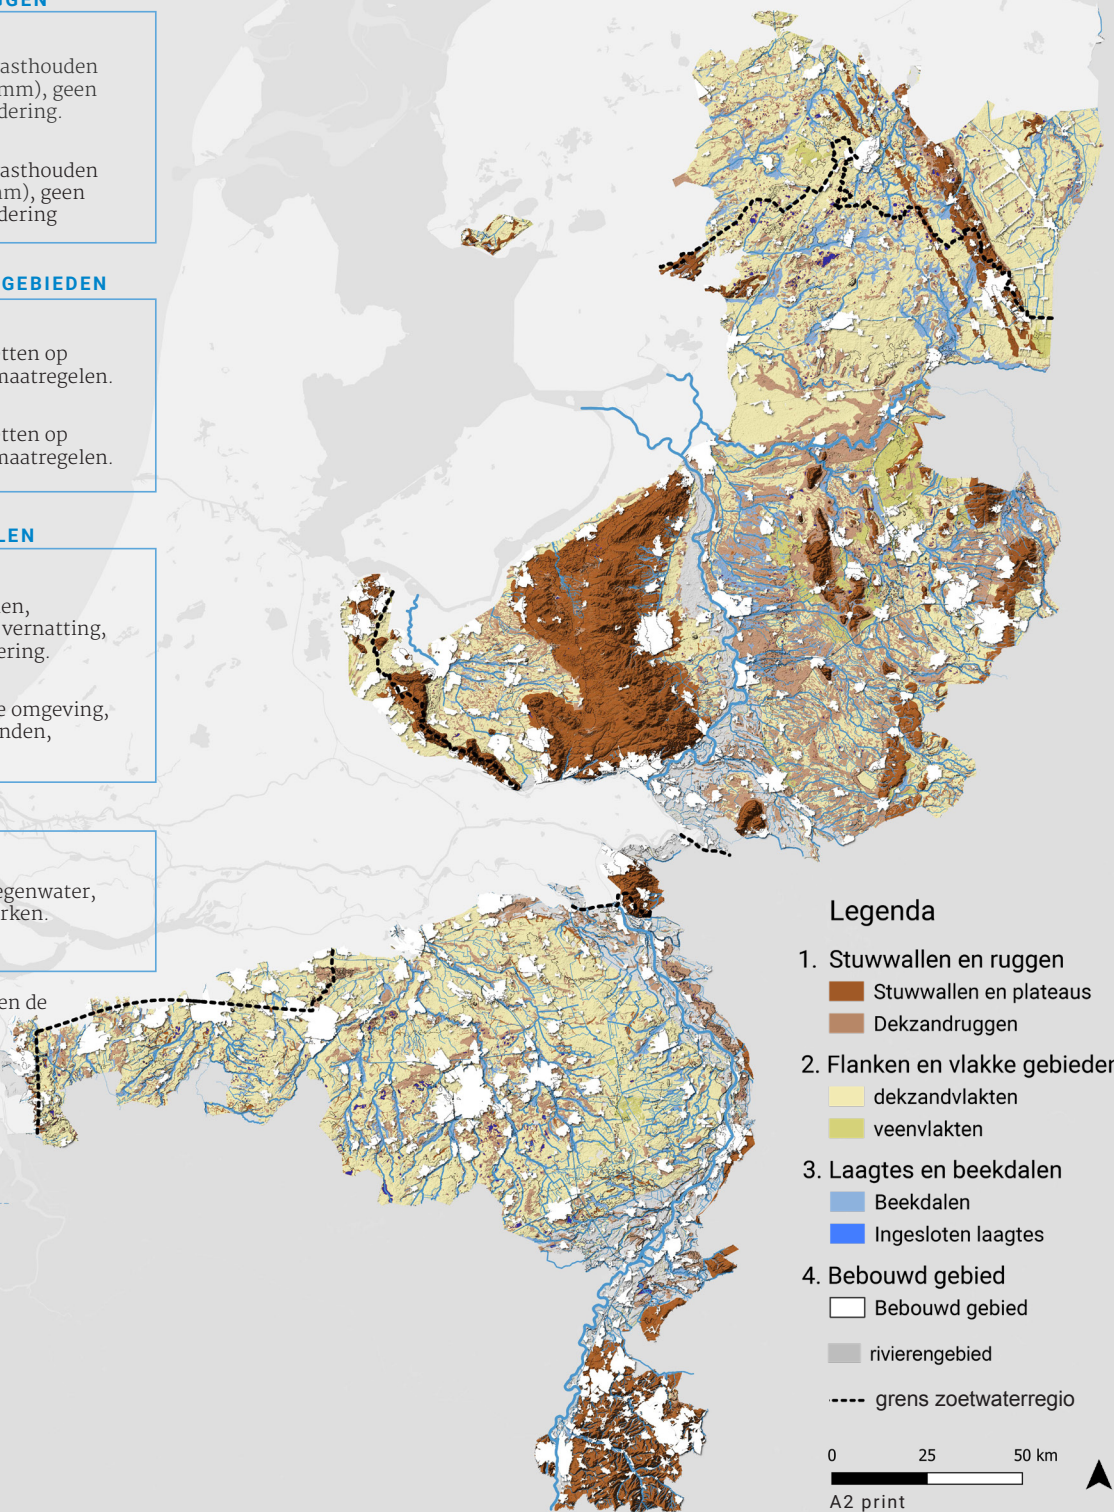 asthouden
mm), geen
dering.
asthouden
nm), geen
dering
GEBIEDEN
etten op
maatregelen.
etten op
maatregelen.
LEN
en,
vernatting,
ering.
e omgeving,
nden,
egenwater,
rken.
en de
Legenda
1. Stuwwallen en ruggen
Stuwwallen en plateaus
Dekzandruggen
2. Flanken en vlakke gebieden
dekzandvlakten
veenvlakten
3. Laagtes en beekdalen
Beekdalen
Ingesloten laagtes
4. Bebouwd gebied
Bebouwd gebied
rivierengebied
grens zoetwaterregio
0 25 50 km
A2 print